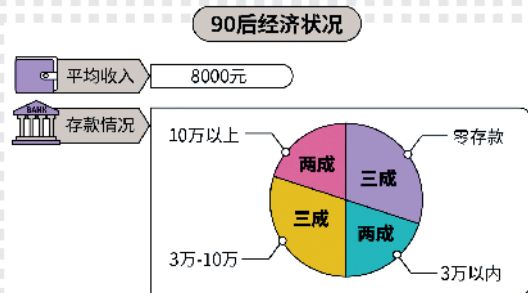 90后经济状况
平均收入
8000元
BANK
存款情况
10万以上
零存款
两成
三成
三成
两成
3万-10万
3万以内